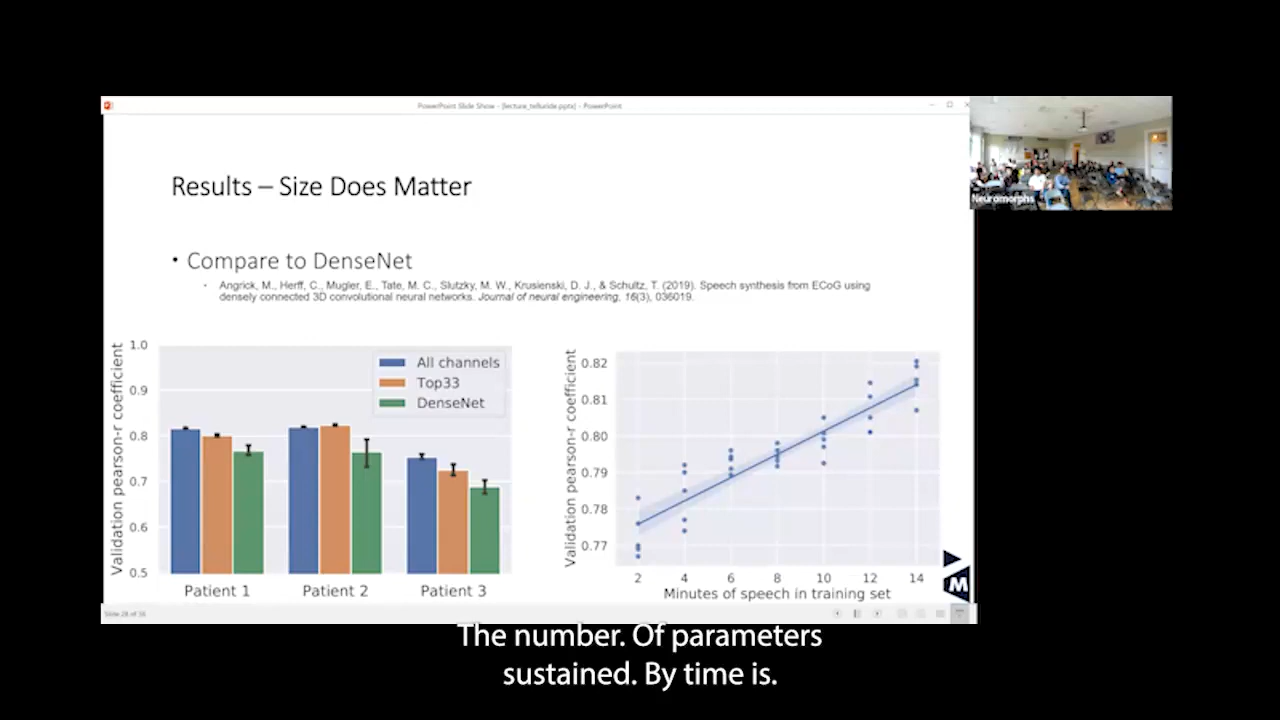 PowerPoint Slide Show - [lecture_telluride.pptx] - PowerPoint
Neuromorphs
Results – Size Does Matter
• Compare to DenseNet
- Angrick, M., Herff, C., Mugler, E., Tate, M. C., Slutzky, M. W., Krusienski, D. J., & Schultz, T. (2019). Speech synthesis from ECoG using
densely connected 3D convolutional neural networks. Journal of neural engineering, 16(3), 036019.
Validation pearson-r coefficient
1.0
0.9
0.8
0.7
0.6
0.5
All channels
Top33
DenseNet
Patient 1
Patient 2
Patient 3
Validation pearson-r coefficient
0.82
0.81
0.80
0.79
0.78
0.77
2 4 6 8 10 12 14
Minutes of speech in training set
M
Slide 28 of 36
The number. Of parameters
sustained. By time is.